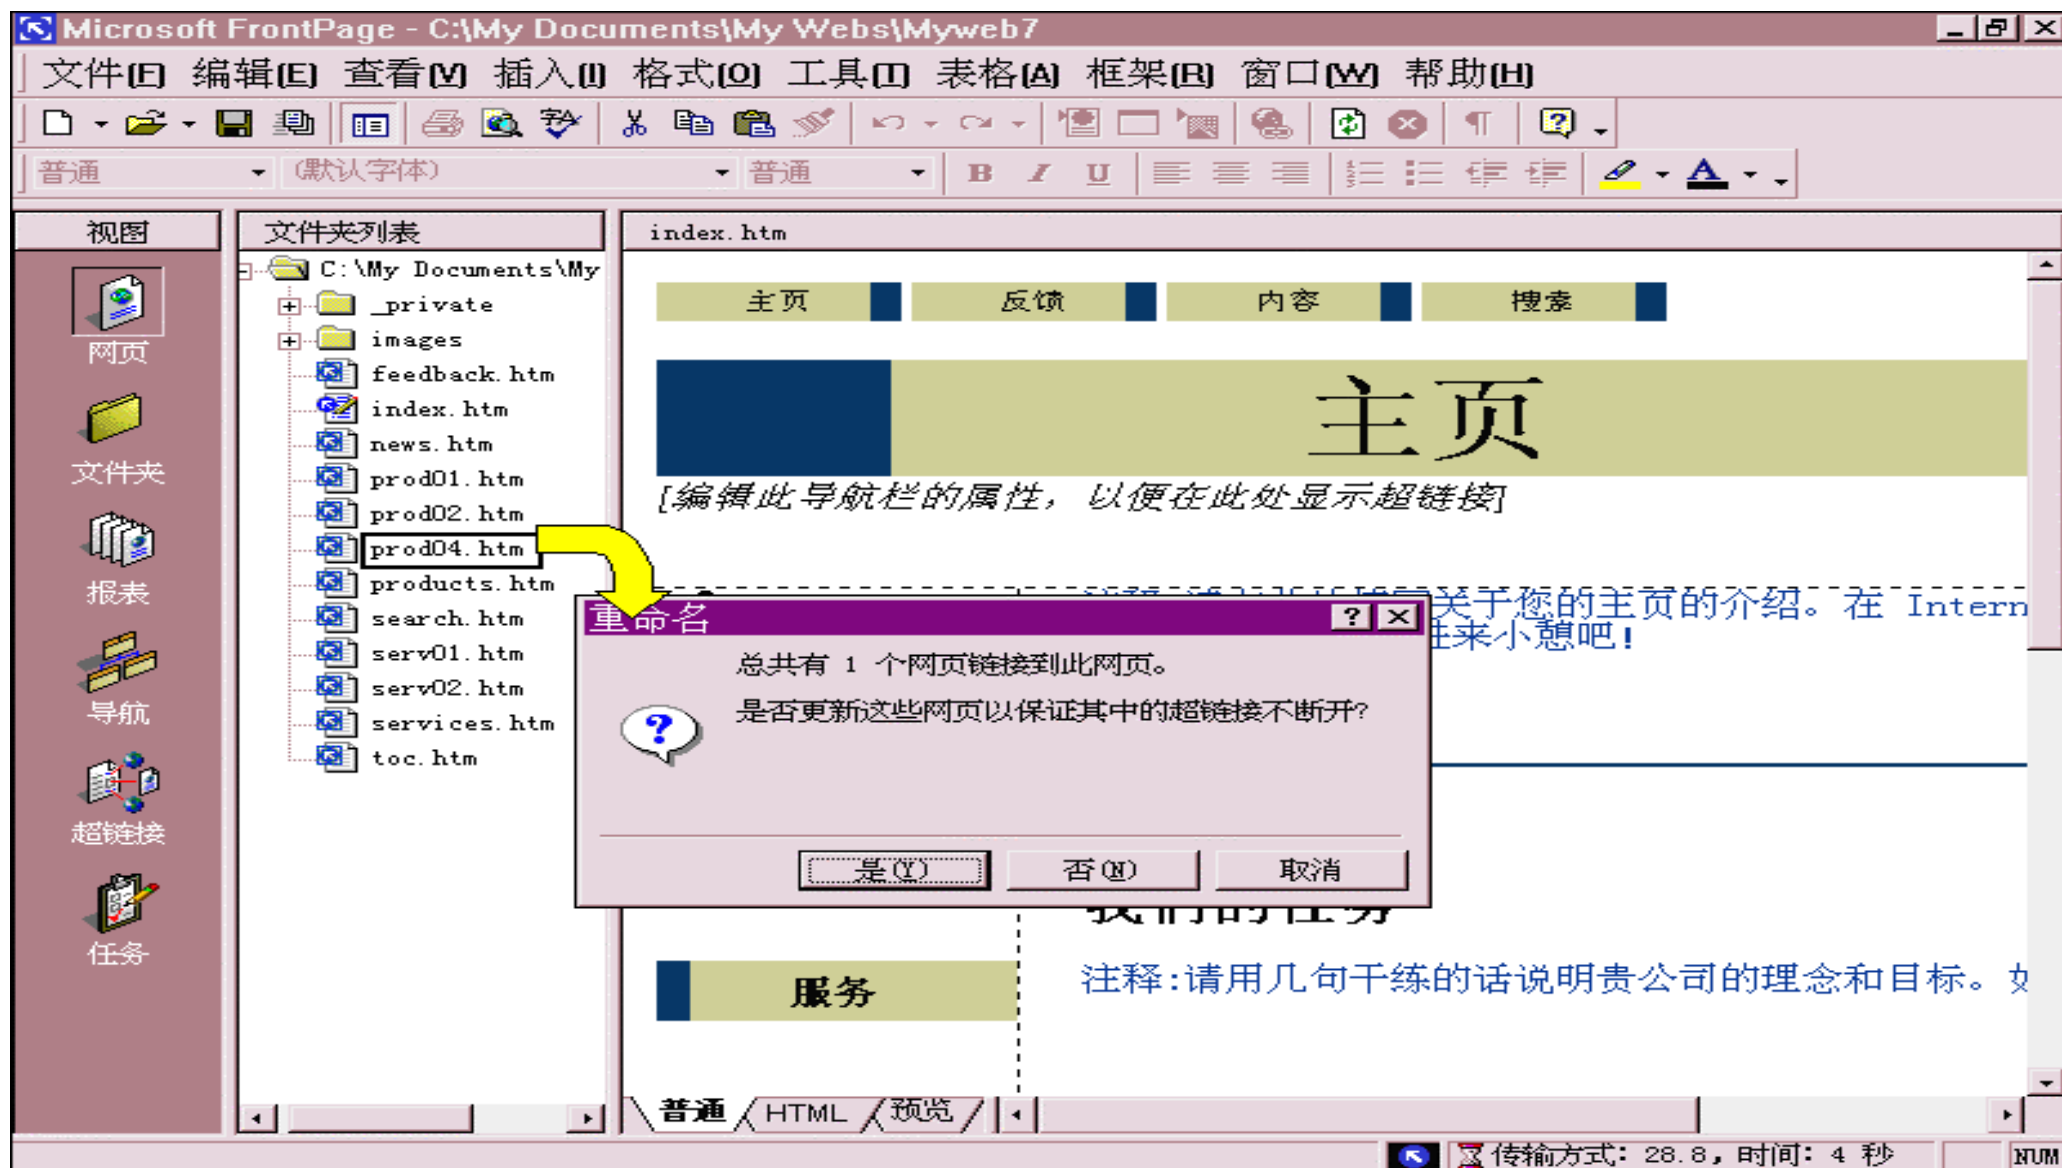 Microsoft FrontPage - C:\My Documents\My Webs\Myweb7
文件(F) 编辑(E) 查看(V) 插入(I) 格式(O) 工具(T) 表格(A) 框架(R) 窗口(W) 帮助(H)
普通 (默认字体) 普通 B I U A
视图
网页
文件夹
报表
导航
超链接
任务
文件夹列表
C:\My Documents\My
_private
images
feedback.htm
index.htm
news.htm
prod01.htm
prod02.htm
prod04.htm
products.htm
search.htm
serv01.htm
serv02.htm
services.htm
toc.htm
index.htm
主页 反馈 内容 搜索
主页
[编辑此导航栏的属性，以便在此处显示超链接]
关于您的主页的介绍。在 Intern
进来小憩吧!
重命名
总共有 1 个网页链接到此网页。
是否更新这些网页以保证其中的超链接不断开?
是(Y) 否(N) 取消
我们的任务
服务
注释:请用几句干练的话说明贵公司的理念和目标。如
普通 HTML 预览
传输方式: 28.8, 时间: 4 秒 NUM